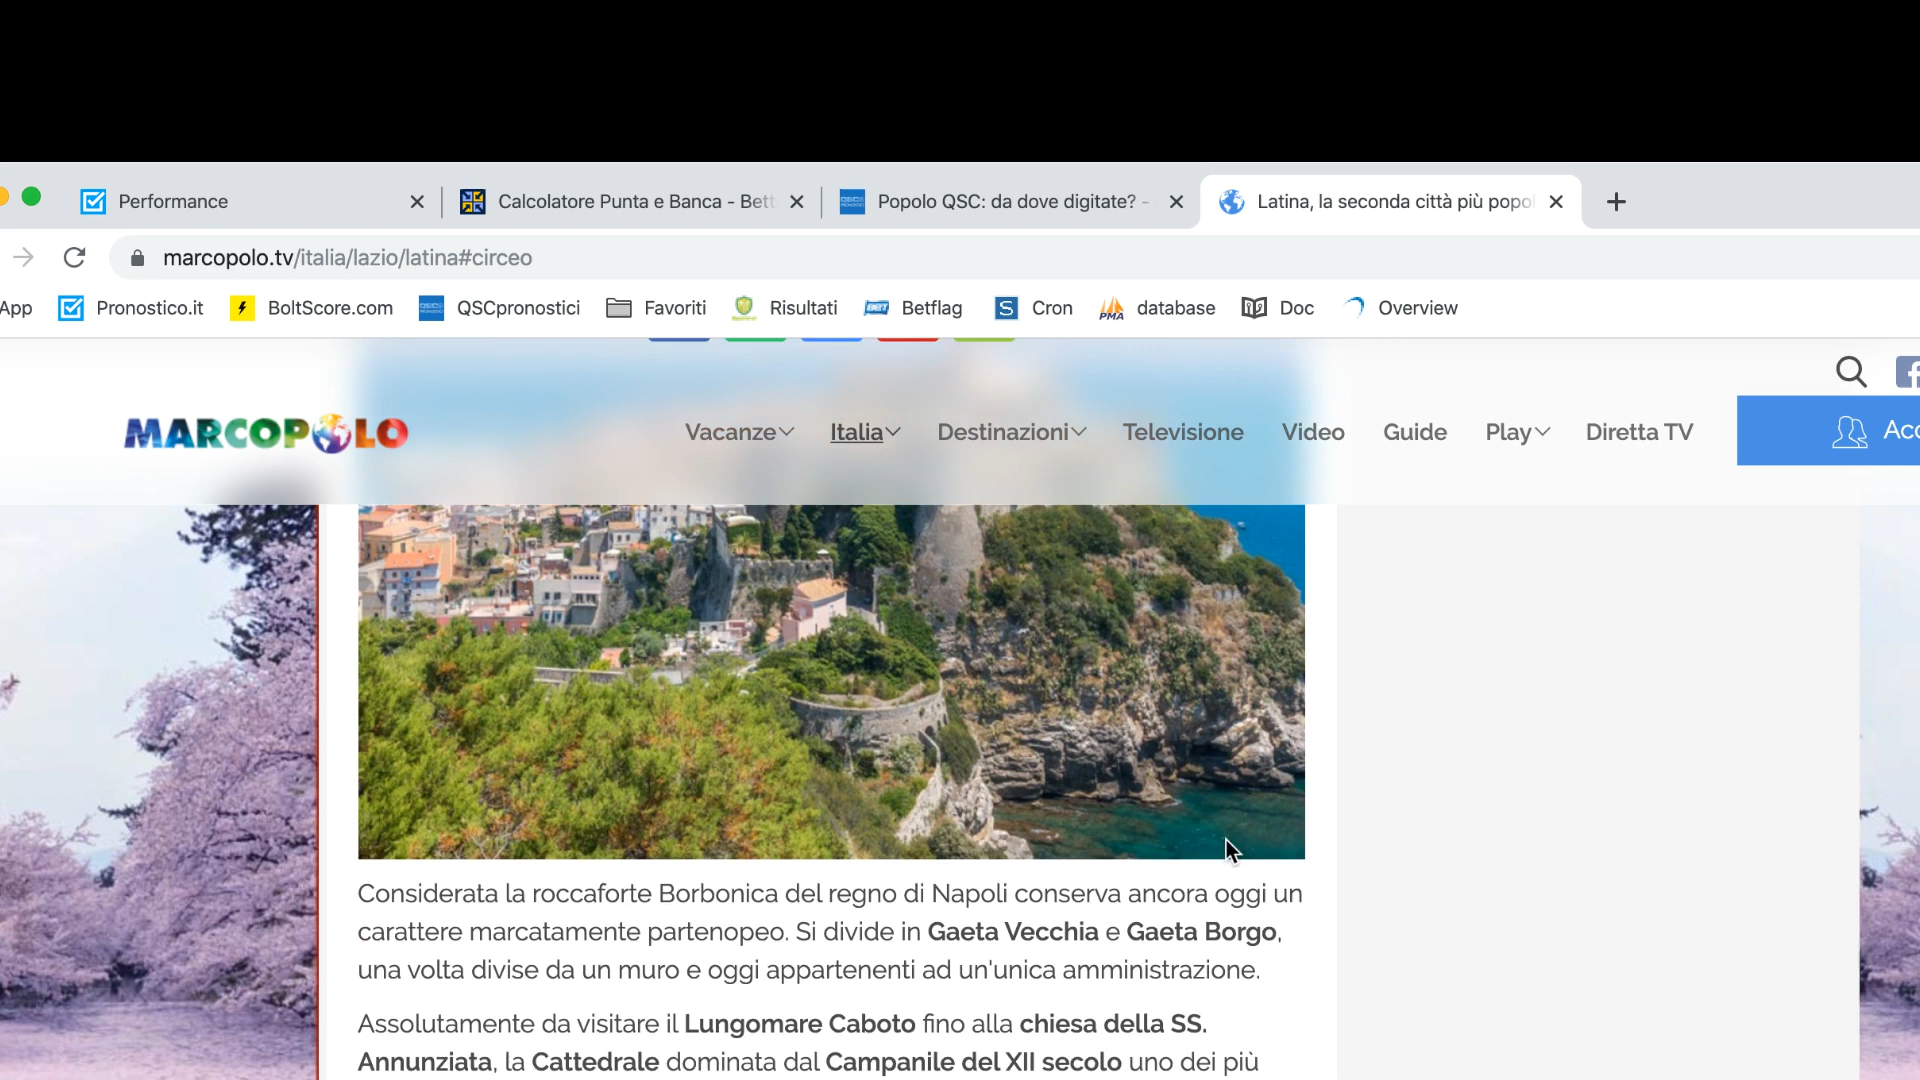 Performance
Calcolatore Punta e Banca - Bett
Popolo QSC: da dove digitate? -
Latina, la seconda città più popol
marcopolo.tv/italia/lazio/latina#circeo
App
Pronostico.it
BoltScore.com
QSCpronostici
Favoriti
Risultati
Betflag
Cron
database
Doc
Overview
MARCOPOLO
Vacanze
Italia
Destinazioni
Televisione
Video
Guide
Play
Diretta TV
Acc
Considerata la roccaforte Borbonica del regno di Napoli conserva ancora oggi un
carattere marcatamente partenopeo. Si divide in Gaeta Vecchia e Gaeta Borgo,
una volta divise da un muro e oggi appartenenti ad un'unica amministrazione.
Assolutamente da visitare il Lungomare Caboto fino alla chiesa della SS.
Annunziata, la Cattedrale dominata dal Campanile del XII secolo uno dei più